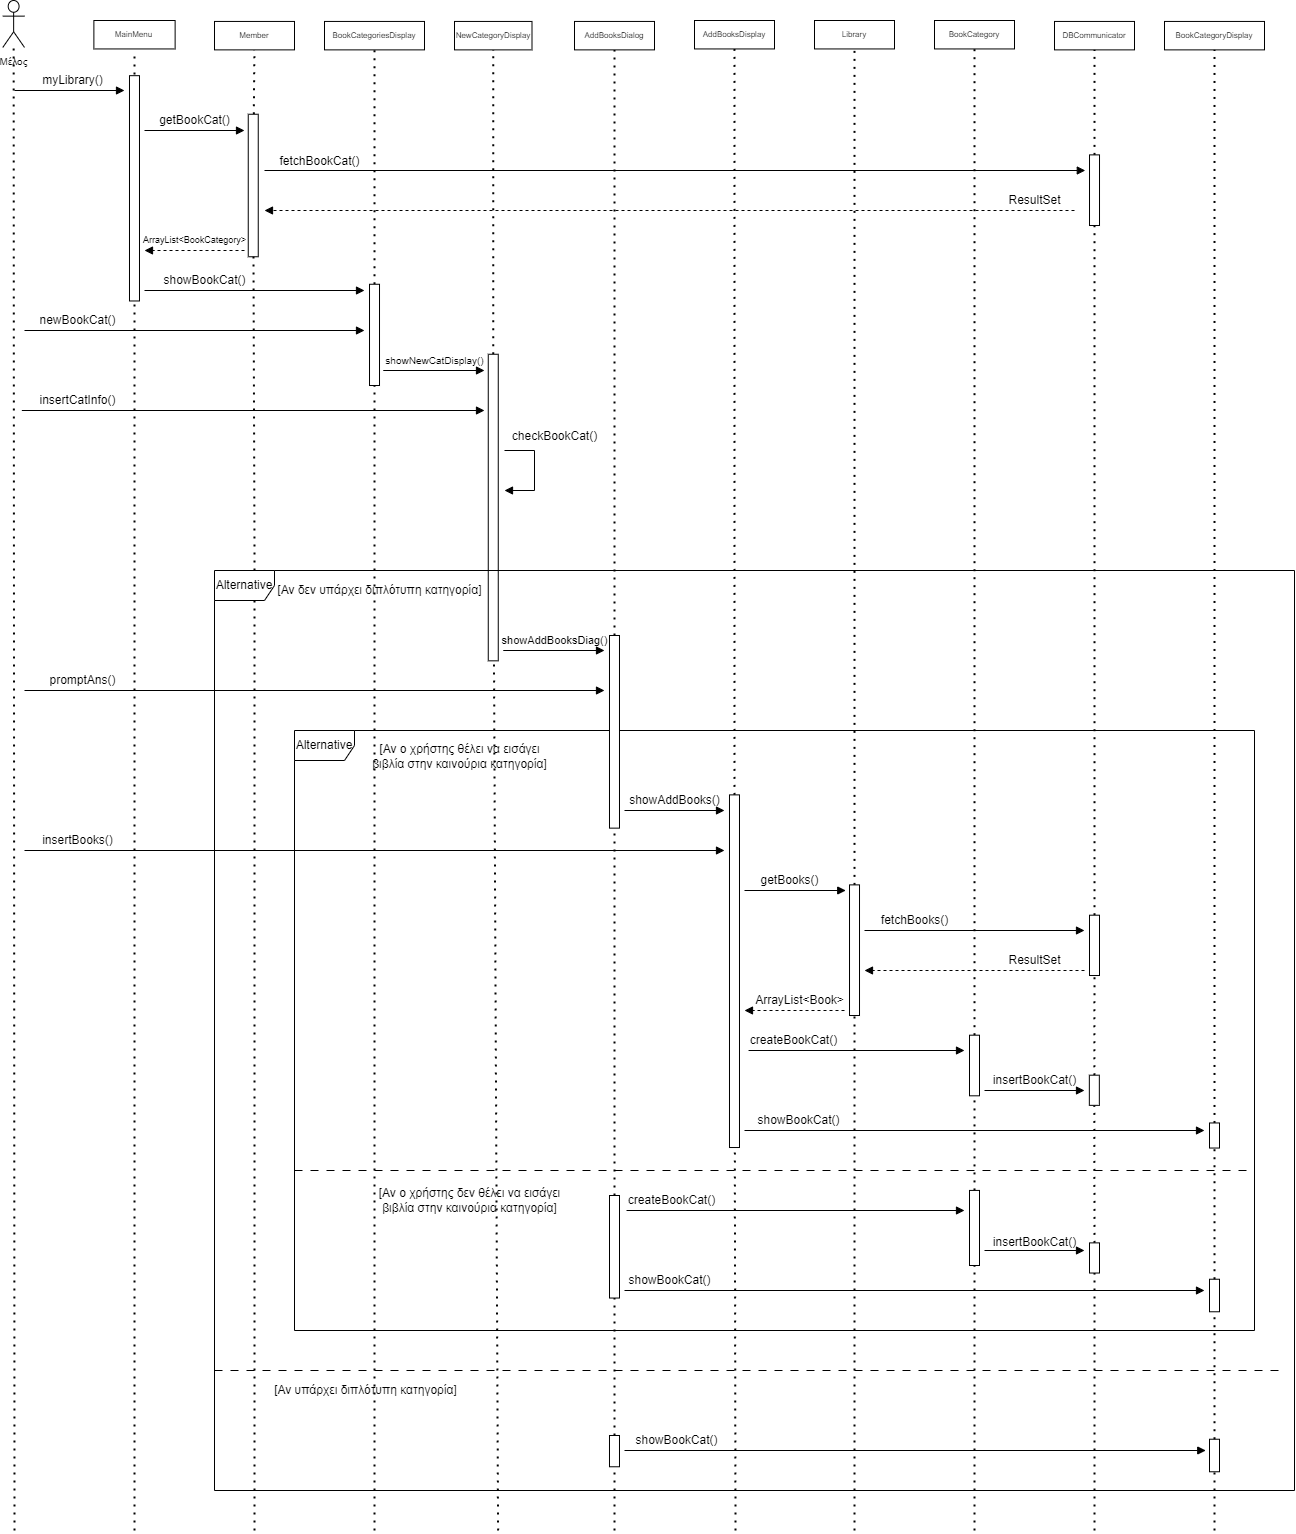 MainMenu
Member
BookCategoriesDisplay
NewCategoryDisplay
AddBooksDialog
AddBooksDisplay
Library
BookCategory
DBCommunicator
BookCategoryDisplay
Μέλος
myLibrary()
getBookCat()
fetchBookCat()
ResultSet
ArrayList<BookCategory>
showBookCat()
newBookCat()
showNewCatDisplay()
insertCatInfo()
checkBookCat()
Alternative
[Αν δεν υπάρχει διπλότυπη κατηγορία]
showAddBooksDiag()
promptAns()
Alternative
[Αν ο χρήστης θέλει να εισάγει
βιβλία στην καινούρια κατηγορία]
showAddBooks()
insertBooks()
getBooks()
fetchBooks()
ResultSet
ArrayList<Book>
createBookCat()
insertBookCat()
showBookCat()
[Αν ο χρήστης δεν θέλει να εισάγει
βιβλία στην καινούρια κατηγορία]
createBookCat()
insertBookCat()
showBookCat()
[Αν υπάρχει διπλότυπη κατηγορία]
showBookCat()